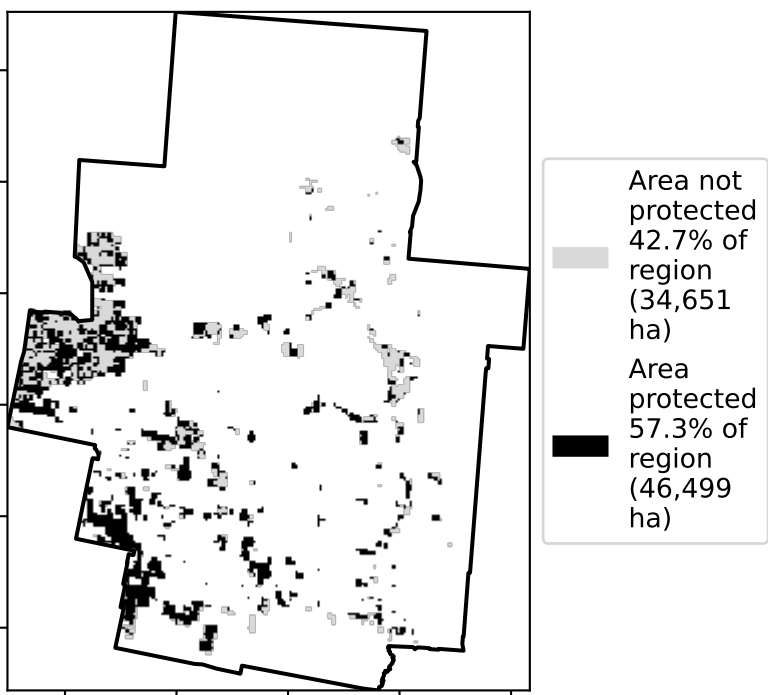 Area not
protected
42.7% of
region
(34,651
ha)
Area
protected
57.3% of
region
(46,499
ha)